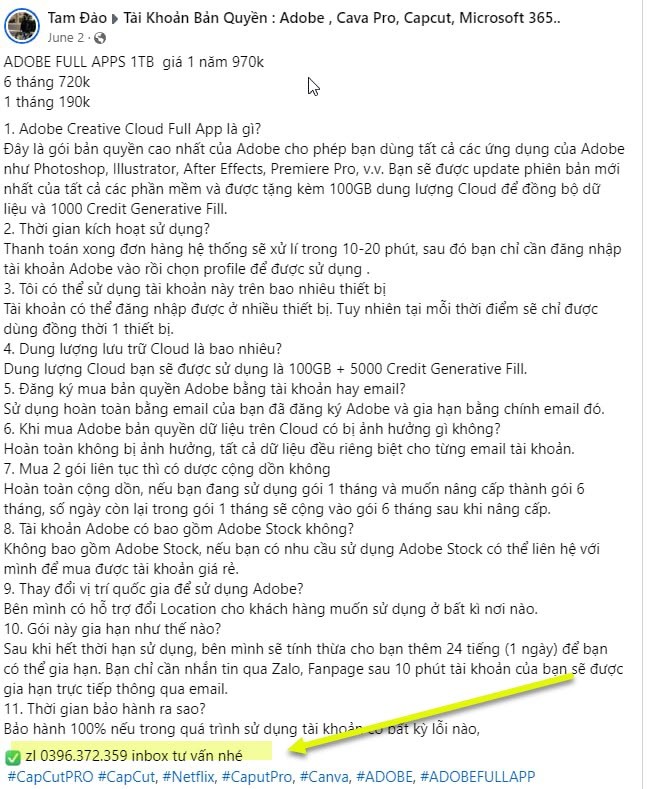 Tam Đảo ▸ Tài Khoản Bản Quyền : Adobe , Cava Pro, Capcut, Microsoft 365..
June 2 ·
ADOBE FULL APPS 1TB giá 1 năm 970k
6 tháng 720k
1 tháng 190k
1. Adobe Creative Cloud Full App là gì?
Đây là gói bản quyền cao nhất của Adobe cho phép bạn dùng tất cả các ứng dụng của Adobe
như Photoshop, Illustrator, After Effects, Premiere Pro, v.v. Bạn sẽ được update phiên bản mới
nhất của tất cả các phần mềm và được tặng kèm 100GB dung lượng Cloud để đồng bộ dữ
liệu và 1000 Credit Generative Fill.
2. Thời gian kích hoạt sử dụng?
Thanh toán xong đơn hàng hệ thống sẽ xử lí trong 10-20 phút, sau đó bạn chỉ cần đăng nhập
tài khoản Adobe vào rồi chọn profile để được sử dụng .
3. Tôi có thể sử dụng tài khoản này trên bao nhiêu thiết bị
Tài khoản có thể đăng nhập được ở nhiều thiết bị. Tuy nhiên tại mỗi thời điểm sẽ chỉ được
dùng đồng thời 1 thiết bị.
4. Dung lượng lưu trữ Cloud là bao nhiêu?
Dung lượng Cloud bạn sẽ được sử dụng là 100GB + 5000 Credit Generative Fill.
5. Đăng ký mua bản quyền Adobe bằng tài khoản hay email?
Sử dụng hoàn toàn bằng email của bạn đã đăng ký Adobe và gia hạn bằng chính email đó.
6. Khi mua Adobe bản quyền dữ liệu trên Cloud có bị ảnh hưởng gì không?
Hoàn toàn không bị ảnh hưởng, tất cả dữ liệu đều riêng biệt cho từng email tài khoản.
7. Mua 2 gói liên tục thì có dược cộng dồn không
Hoàn toàn cộng dồn, nếu bạn đang sử dụng gói 1 tháng và muốn nâng cấp thành gói 6
tháng, số ngày còn lại trong gói 1 tháng sẽ cộng vào gói 6 tháng sau khi nâng cấp.
8. Tài khoản Adobe có bao gồm Adobe Stock không?
Không bao gồm Adobe Stock, nếu bạn có nhu cầu sử dụng Adobe Stock có thể liên hệ với
mình để mua được tài khoản giá rẻ.
9. Thay đổi vị trí quốc gia để sử dụng Adobe?
Bên mình có hỗ trợ đổi Location cho khách hàng muốn sử dụng ở bất kì nơi nào.
10. Gói này gia hạn như thế nào?
Sau khi hết thời hạn sử dụng, bên mình sẽ tính thừa cho bạn thêm 24 tiếng (1 ngày) để bạn
có thể gia hạn. Bạn chỉ cần nhắn tin qua Zalo, Fanpage sau 10 phút tài khoản của bạn sẽ được
gia hạn trực tiếp thông qua email.
11. Thời gian bảo hành ra sao?
Bảo hành 100% nếu trong quá trình sử dụng tài khoản có bất kỳ lỗi nào,
✅ zl 0396.372.359 inbox tư vấn nhé
#CapCutPRO #CapCut, #Netflix, #CaputPro, #Canva, #ADOBE, #ADOBEFULLAPP